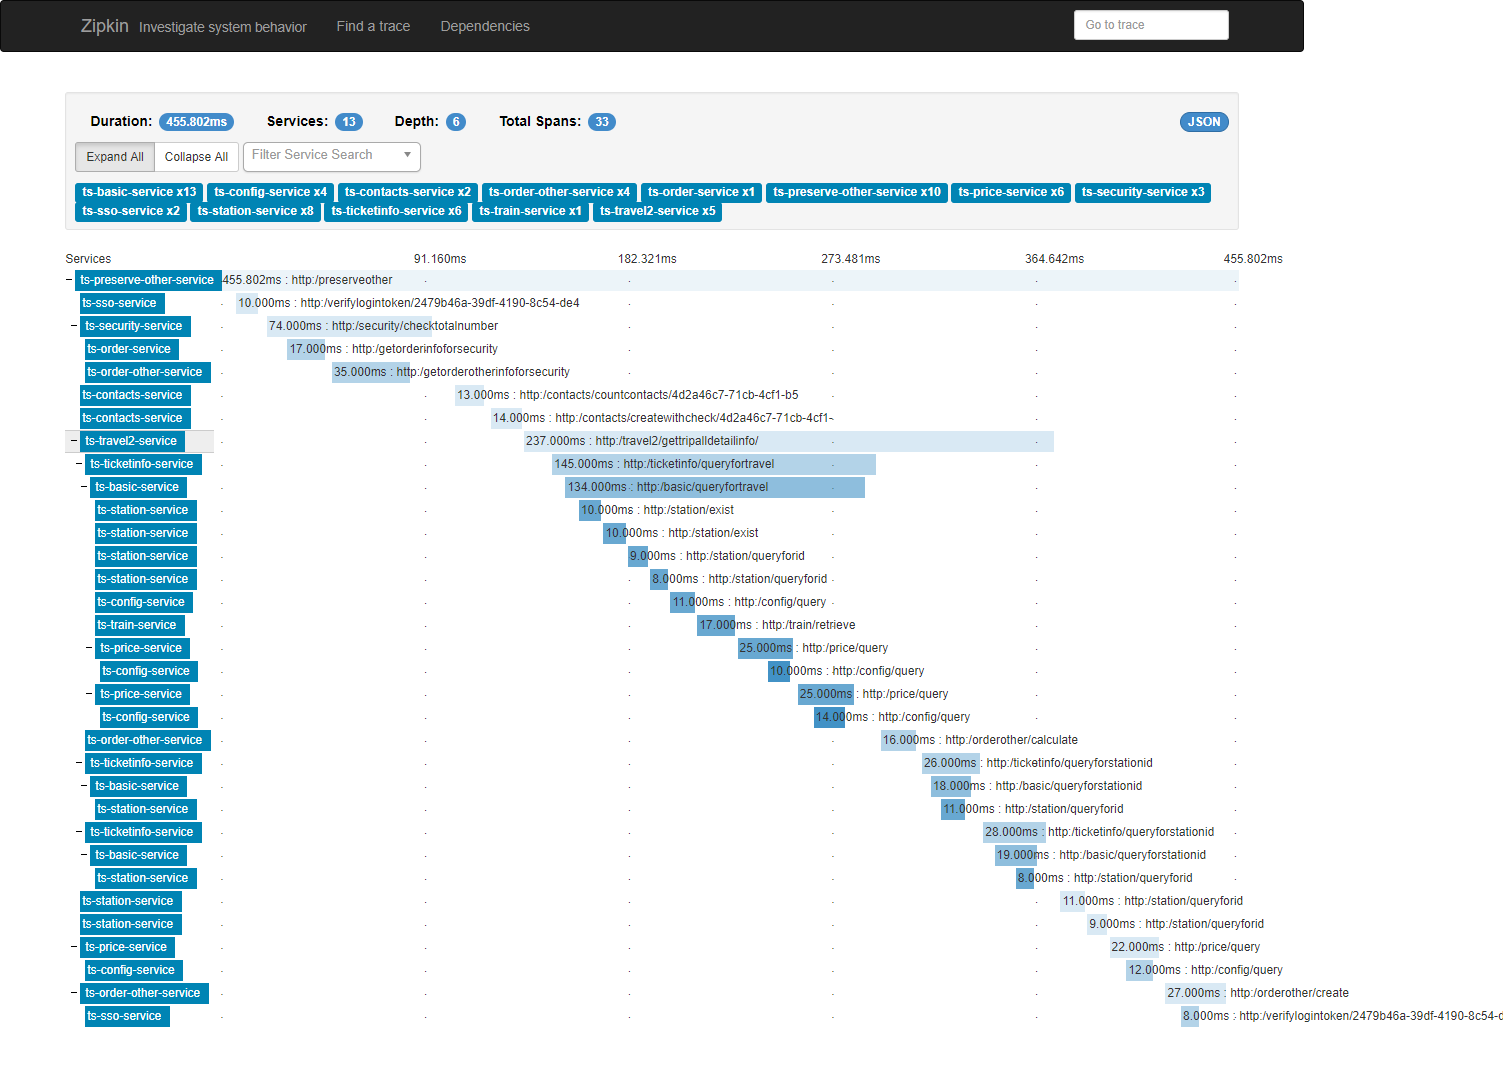 Zipkin Investigate system behavior Find a trace Dependencies Go to trace
Duration: 455.802ms Services: 13 Depth: 6 Total Spans: 33 JSON
Expand All Collapse All Filter Service Search
ts-basic-service x13 ts-config-service x4 ts-contacts-service x2 ts-order-other-service x4 ts-order-service x1 ts-preserve-other-service x10 ts-price-service x6 ts-security-service x3
ts-sso-service x2 ts-station-service x8 ts-ticketinfo-service x6 ts-train-service x1 ts-travel2-service x5
Services 91.160ms 182.321ms 273.481ms 364.642ms 455.802ms
ts-preserve-other-service 455.802ms : http:/preserveother
ts-sso-service 10.000ms : http:/verifylogintoken/2479b46a-39df-4190-8c54-de4
ts-security-service 74.000ms : http:/security/checktotalnumber
ts-order-service 17.000ms : http:/getorderinfoforsecurity
ts-order-other-service 35.000ms : http:/getorderotherinfoforsecurity
ts-contacts-service 13.000ms : http:/contacts/countcontacts/4d2a46c7-71cb-4cf1-b5
ts-contacts-service 14.000ms : http:/contacts/createwithcheck/4d2a46c7-71cb-4cf1-
ts-travel2-service 237.000ms : http:/travel2/gettripalldetailinfo/
ts-ticketinfo-service 145.000ms : http:/ticketinfo/queryfortravel
ts-basic-service 134.000ms : http:/basic/queryfortravel
ts-station-service 10.000ms : http:/station/exist
ts-station-service 10.000ms : http:/station/exist
ts-station-service 9.000ms : http:/station/queryforid
ts-station-service 8.000ms : http:/station/queryforid
ts-config-service 11.000ms : http:/config/query
ts-train-service 17.000ms : http:/train/retrieve
ts-price-service 25.000ms : http:/price/query
ts-config-service 10.000ms : http:/config/query
ts-price-service 25.000ms : http:/price/query
ts-config-service 14.000ms : http:/config/query
ts-order-other-service 16.000ms : http:/orderother/calculate
ts-ticketinfo-service 26.000ms : http:/ticketinfo/queryforstationid
ts-basic-service 18.000ms : http:/basic/queryforstationid
ts-station-service 11.000ms : http:/station/queryforid
ts-ticketinfo-service 28.000ms : http:/ticketinfo/queryforstationid
ts-basic-service 19.000ms : http:/basic/queryforstationid
ts-station-service 8.000ms : http:/station/queryforid
ts-station-service 11.000ms : http:/station/queryforid
ts-station-service 9.000ms : http:/station/queryforid
ts-price-service 22.000ms : http:/price/query
ts-config-service 12.000ms : http:/config/query
ts-order-other-service 27.000ms : http:/orderother/create
ts-sso-service 8.000ms : http:/verifylogintoken/2479b46a-39df-4190-8c54-d